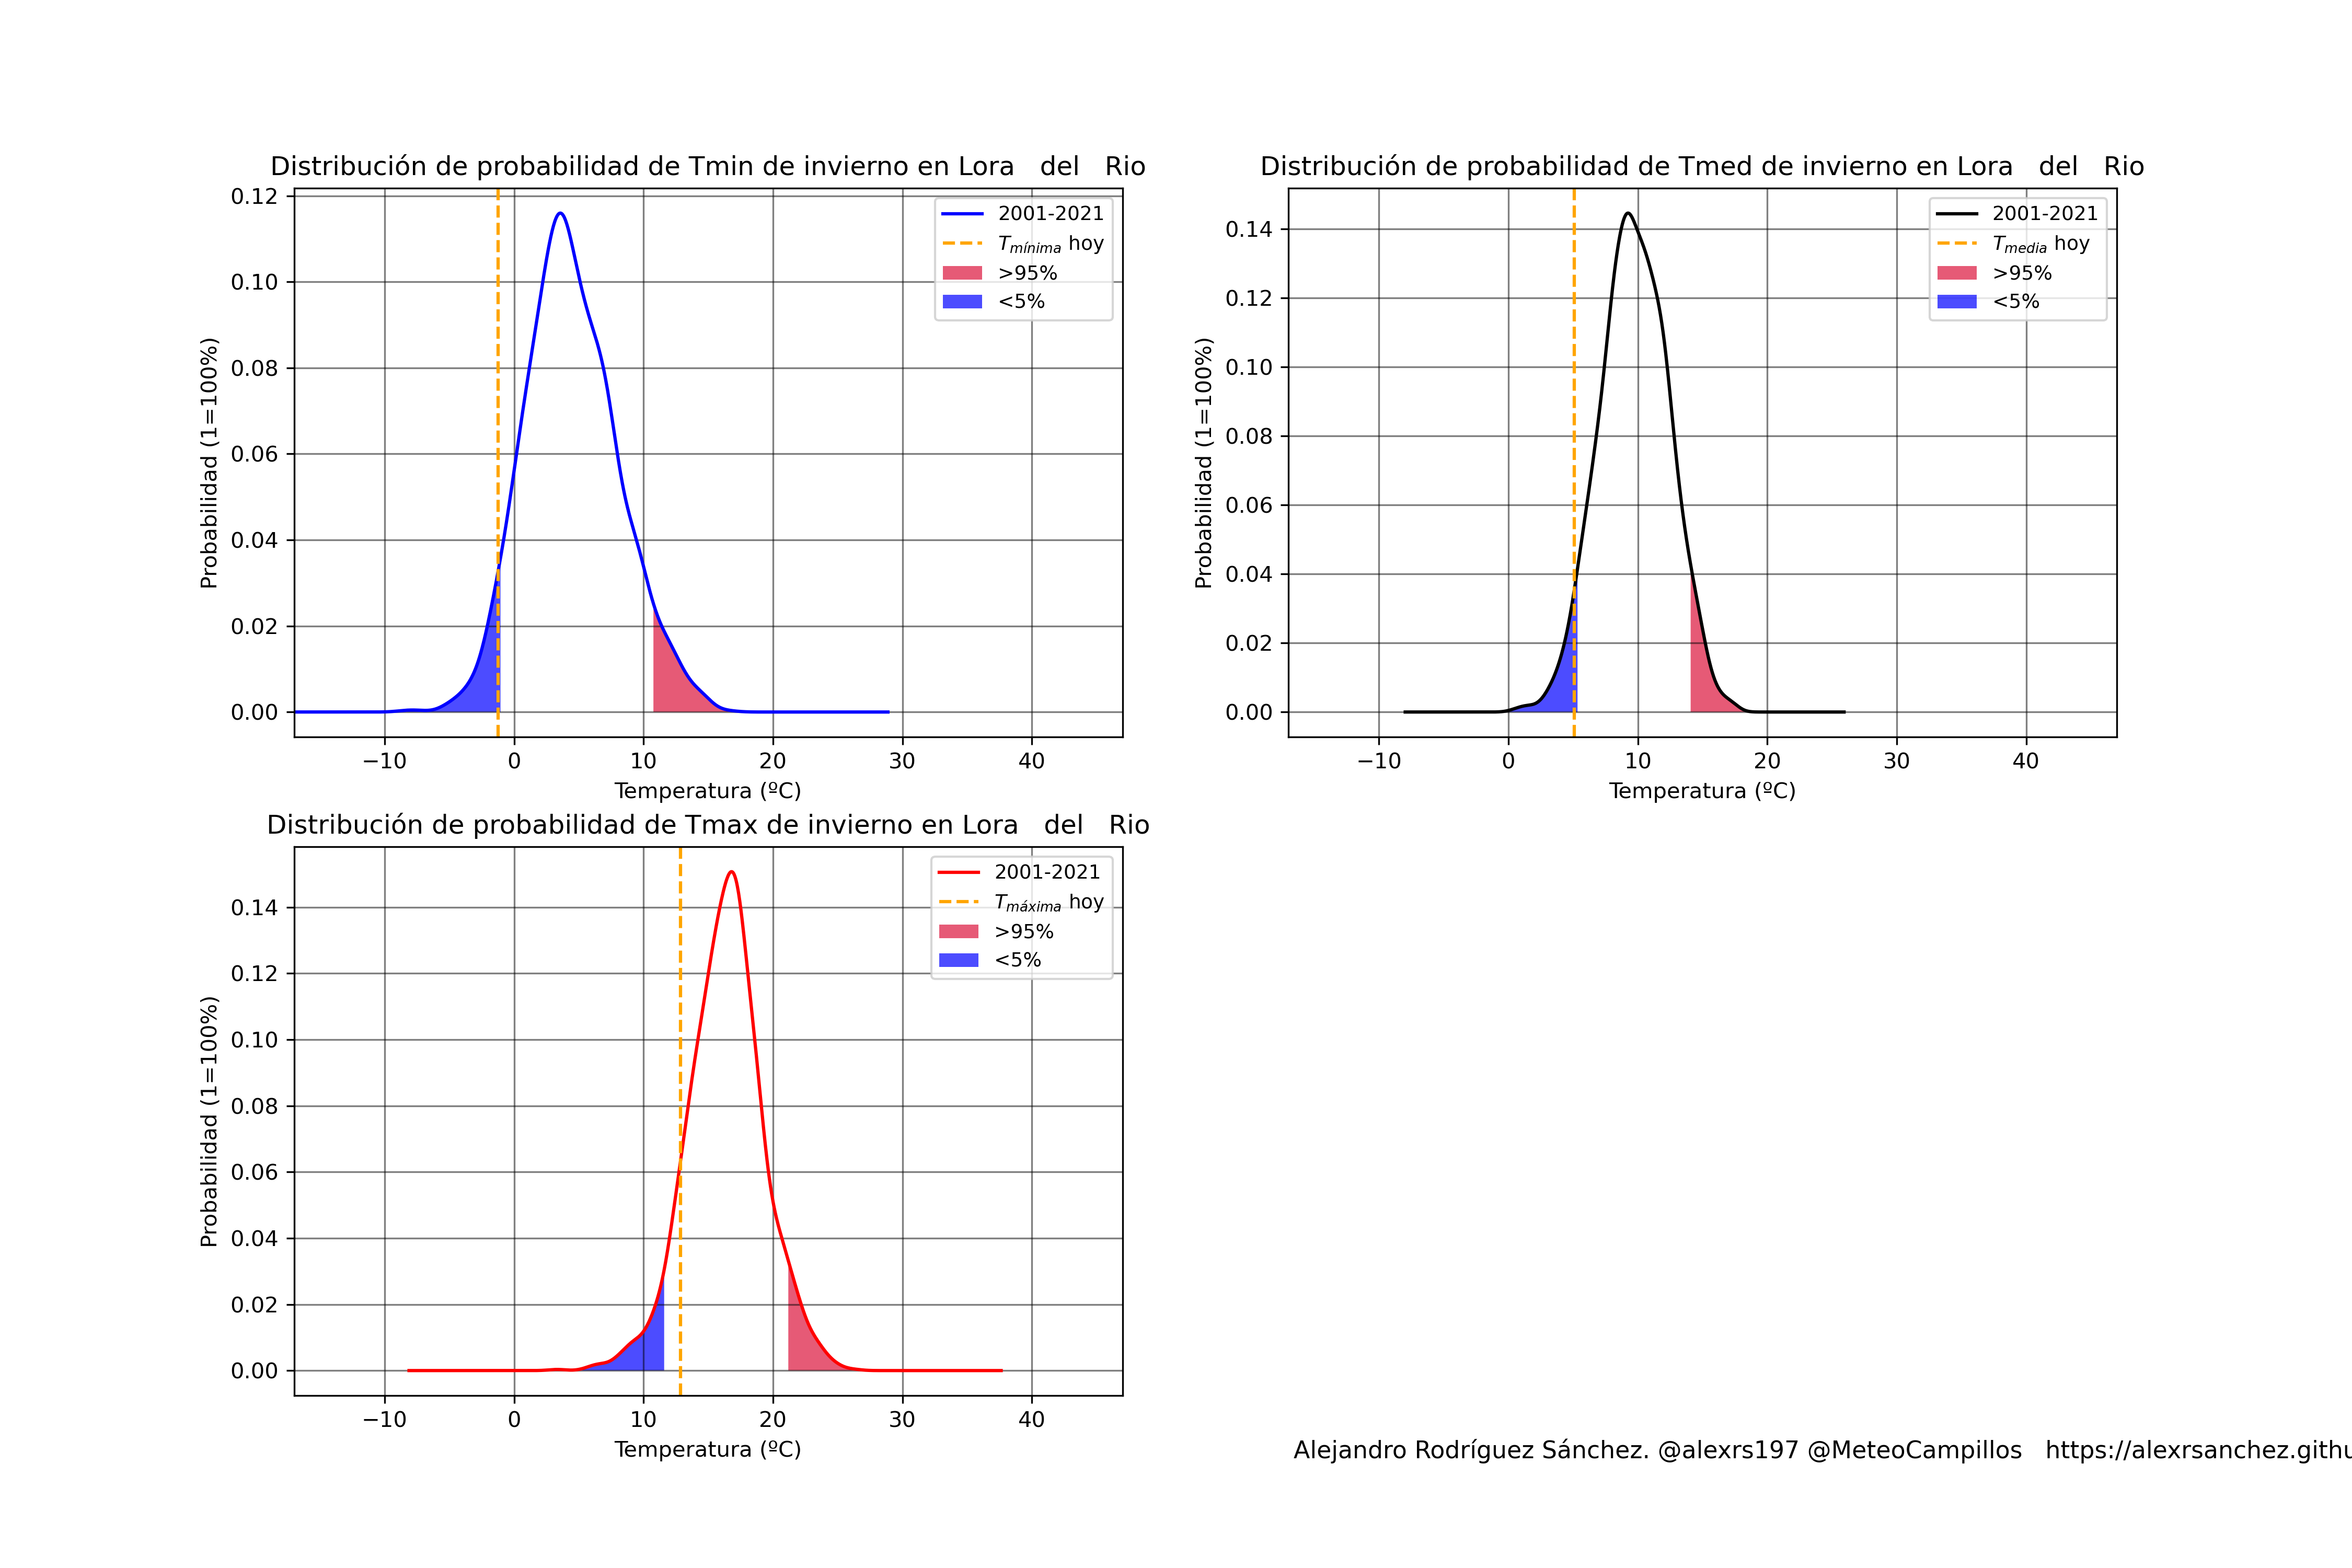 Distribución de probabilidad de Tmin de invierno en Lora   del   Rio
0.12
0.10
0.08
0.06
0.04
0.02
0.00
Probabilidad (1=100%)
−10 0 10 20 30 40
Temperatura (ºC)
2001-2021
Tmínima hoy
>95%
<5%
Distribución de probabilidad de Tmed de invierno en Lora   del   Rio
0.14
0.12
0.10
0.08
0.06
0.04
0.02
0.00
Probabilidad (1=100%)
−10 0 10 20 30 40
Temperatura (ºC)
2001-2021
Tmedia hoy
>95%
<5%
Distribución de probabilidad de Tmax de invierno en Lora   del   Rio
0.14
0.12
0.10
0.08
0.06
0.04
0.02
0.00
Probabilidad (1=100%)
−10 0 10 20 30 40
Temperatura (ºC)
2001-2021
Tmáxima hoy
>95%
<5%
Alejandro Rodríguez Sánchez. @alexrs197 @MeteoCampillos   https://alexrsanchez.githu